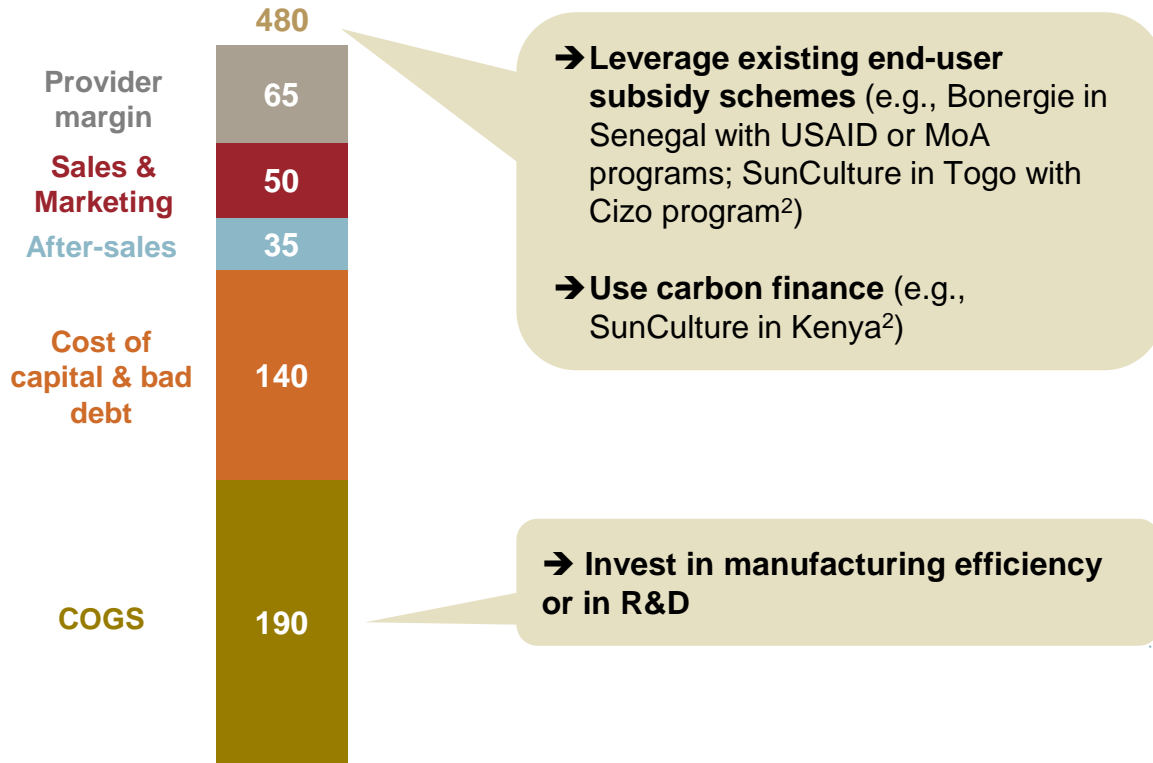 480
Provider
margin
65
Sales &
Marketing
50
After-sales
35
Cost of
capital & bad
debt
140
COGS
190
➔ Leverage existing end-user
subsidy schemes (e.g., Bonergie in
Senegal with USAID or MoA
programs; SunCulture in Togo with
Cizo program²)
➔ Use carbon finance (e.g.,
SunCulture in Kenya²)
➔ Invest in manufacturing efficiency
or in R&D